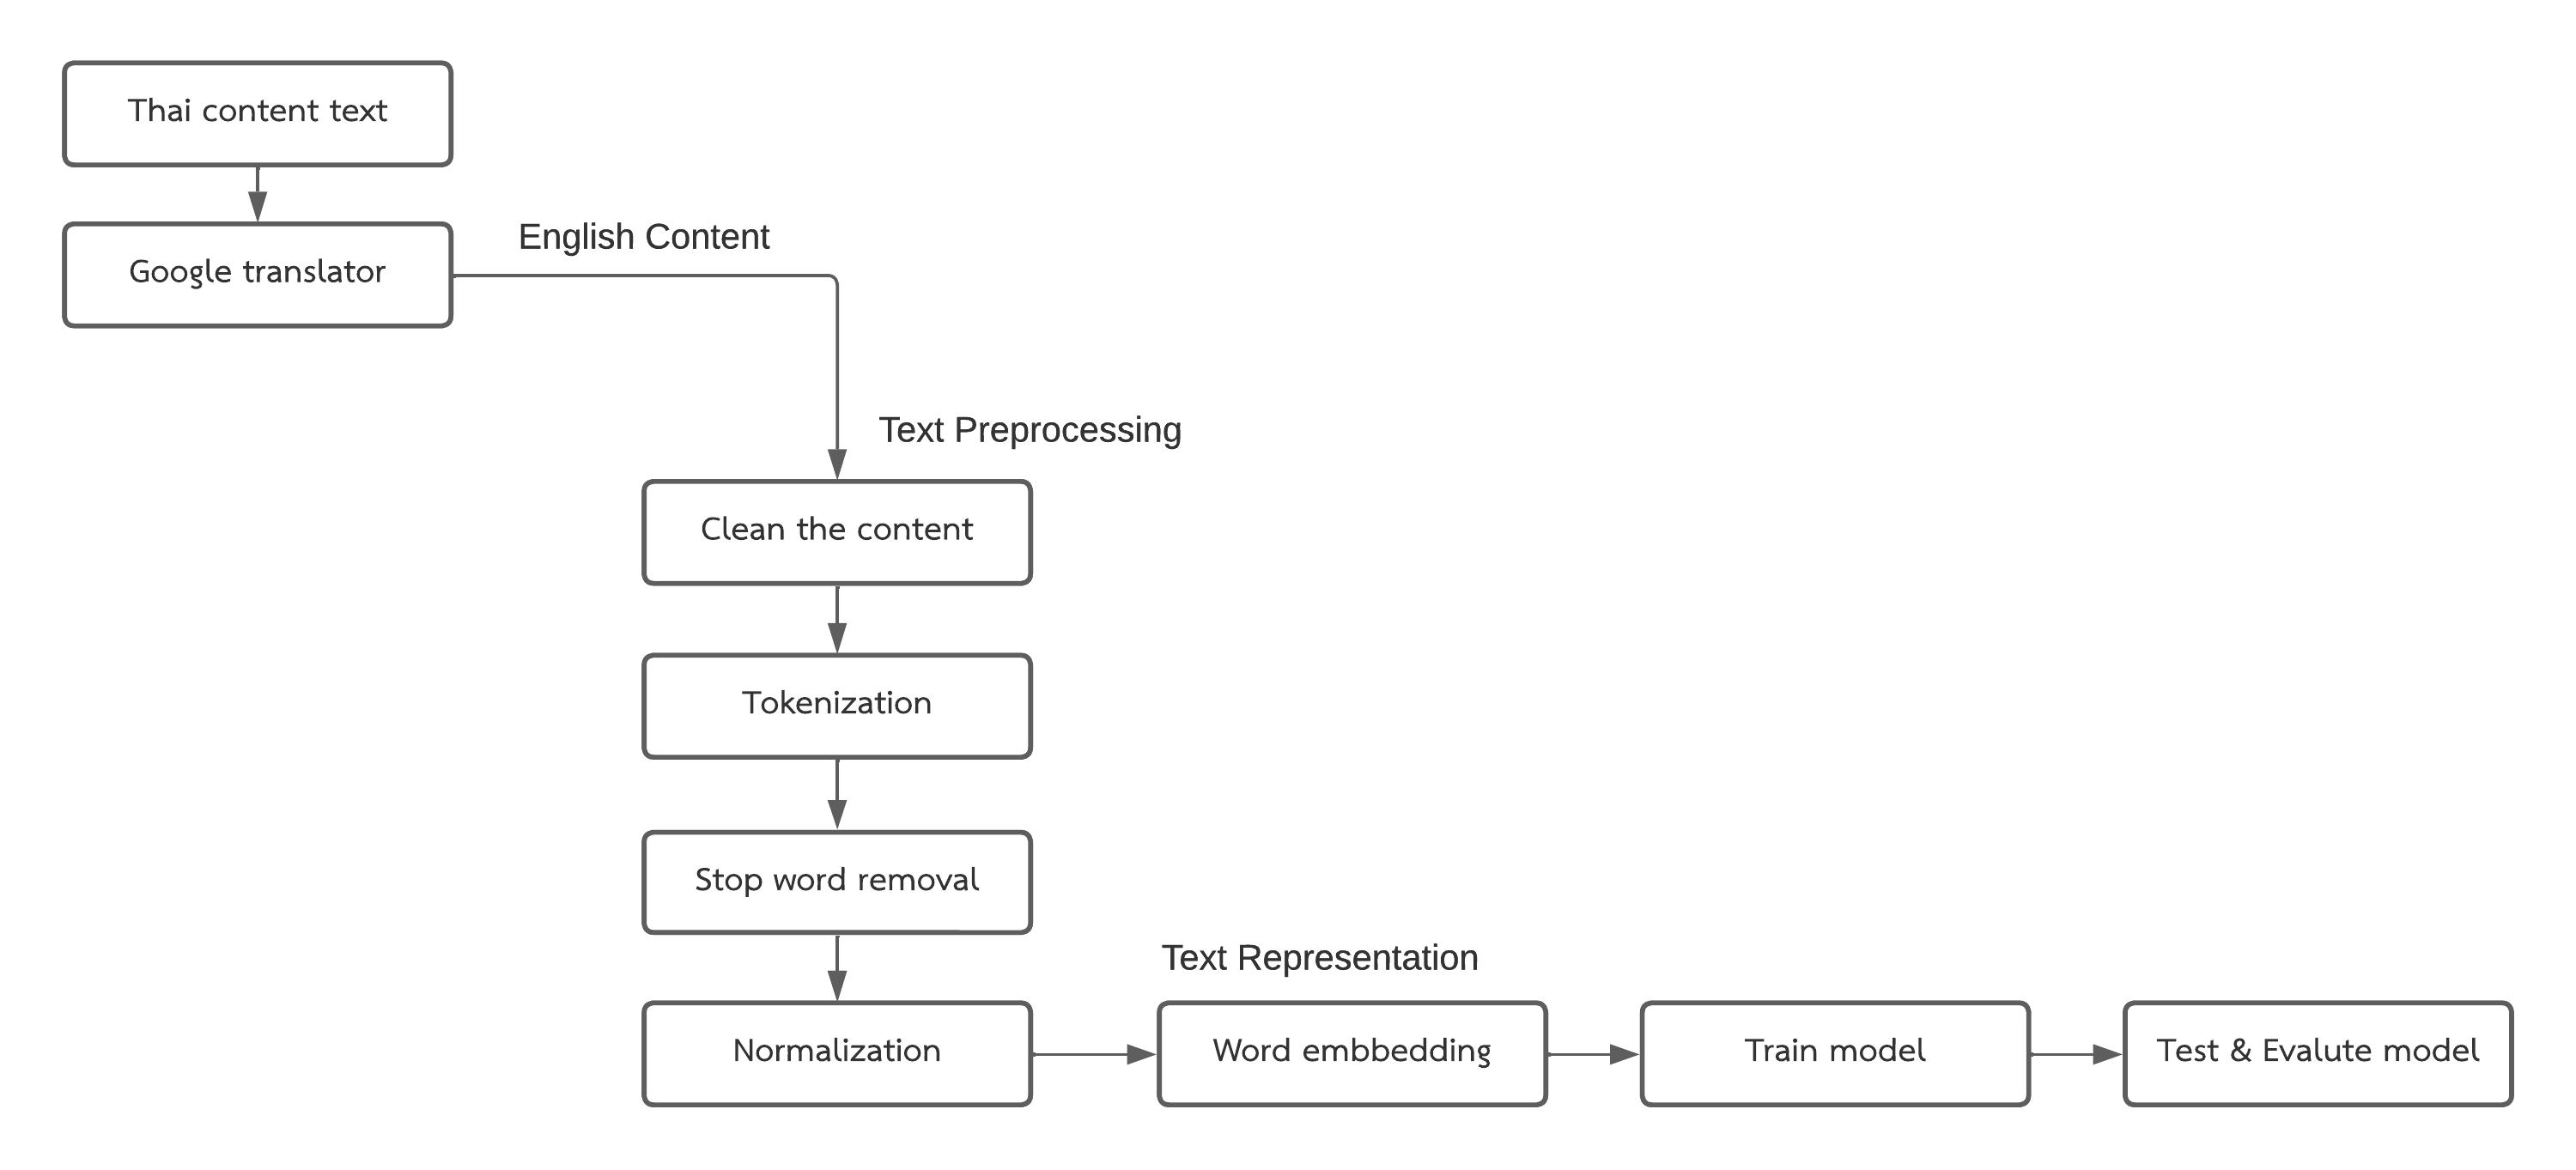 Thai content text
Google translator
English Content
Text Preprocessing
Clean the content
Tokenization
Stop word removal
Normalization
Text Representation
Word embbedding
Train model
Test & Evalute model